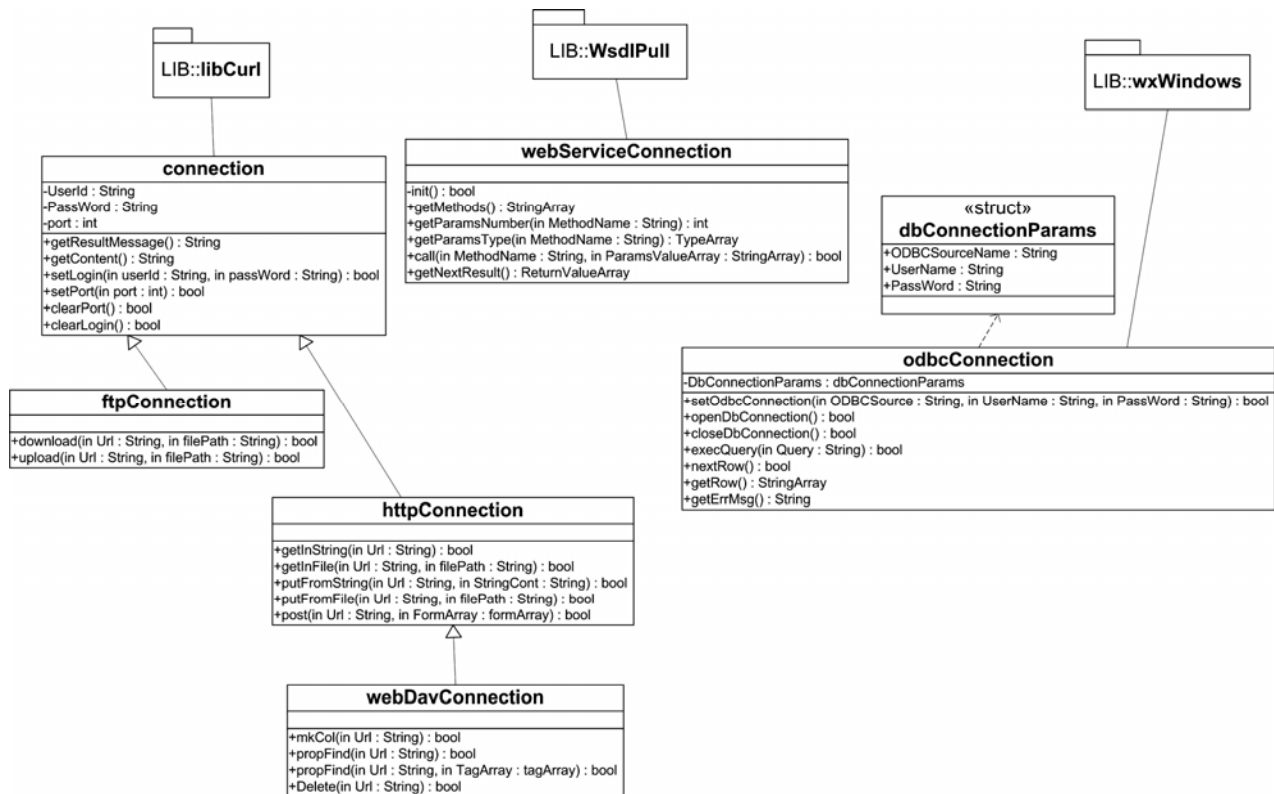 LIB::libCurl
LIB::WsdlPull
LIB::wxWindows
connection
-UserId : String
-PassWord : String
-port : int
+getResultMessage() : String
+getContent() : String
+setLogin(in userId : String, in passWord : String) : bool
+setPort(in port : int) : bool
+clearPort() : bool
+clearLogin() : bool
webServiceConnection
-init() : bool
+getMethods() : StringArray
+getParamsNumber(in MethodName : String) : int
+getParamsType(in MethodName : String) : TypeArray
+call(in MethodName : String, in ParamsValueArray : StringArray) : bool
+getNextResult() : ReturnValueArray
«struct»
dbConnectionParams
+ODBCSourceName : String
+UserName : String
+PassWord : String
odbcConnection
-DbConnectionParams : dbConnectionParams
+setOdbcConnection(in ODBCSource : String, in UserName : String, in PassWord : String) : bool
+openDbConnection() : bool
+closeDbConnection() : bool
+execQuery(in Query : String) : bool
+nextRow() : bool
+getRow() : StringArray
+getErrMsg() : String
ftpConnection
+download(in Url : String, in filePath : String) : bool
+upload(in Url : String, in filePath : String) : bool
httpConnection
+getInString(in Url : String) : bool
+getInFile(in Url : String, in filePath : String) : bool
+putFromString(in Url : String, in StringCont : String) : bool
+putFromFile(in Url : String, in filePath : String) : bool
+post(in Url : String, in FormArray : formArray) : bool
webDavConnection
+mkCol(in Url : String) : bool
+propFind(in Url : String) : bool
+propFind(in Url : String, in TagArray : tagArray) : bool
+Delete(in Url : String) : bool